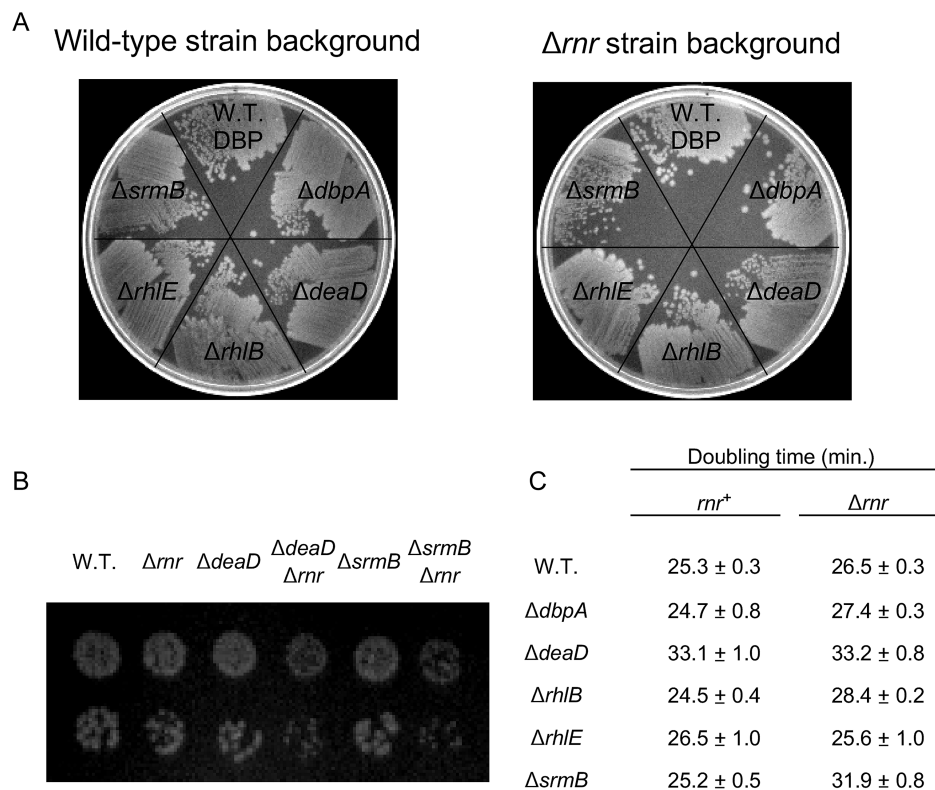 A
Wild-type strain background
Δrnr strain background
W.T.
DBP
ΔsrmB
ΔdbpA
ΔrhlE
ΔdeaD
ΔrhlB
W.T.
DBP
ΔsrmB
ΔdbpA
ΔrhlE
ΔdeaD
ΔrhlB
B
W.T.
Δrnr
ΔdeaD
ΔdeaD
Δrnr
ΔsrmB
ΔsrmB
Δrnr
C
Doubling time (min.)
rnr⁺ Δrnr
W.T. 25.3 ± 0.3 26.5 ± 0.3
ΔdbpA 24.7 ± 0.8 27.4 ± 0.3
ΔdeaD 33.1 ± 1.0 33.2 ± 0.8
ΔrhlB 24.5 ± 0.4 28.4 ± 0.2
ΔrhlE 26.5 ± 1.0 25.6 ± 1.0
ΔsrmB 25.2 ± 0.5 31.9 ± 0.8